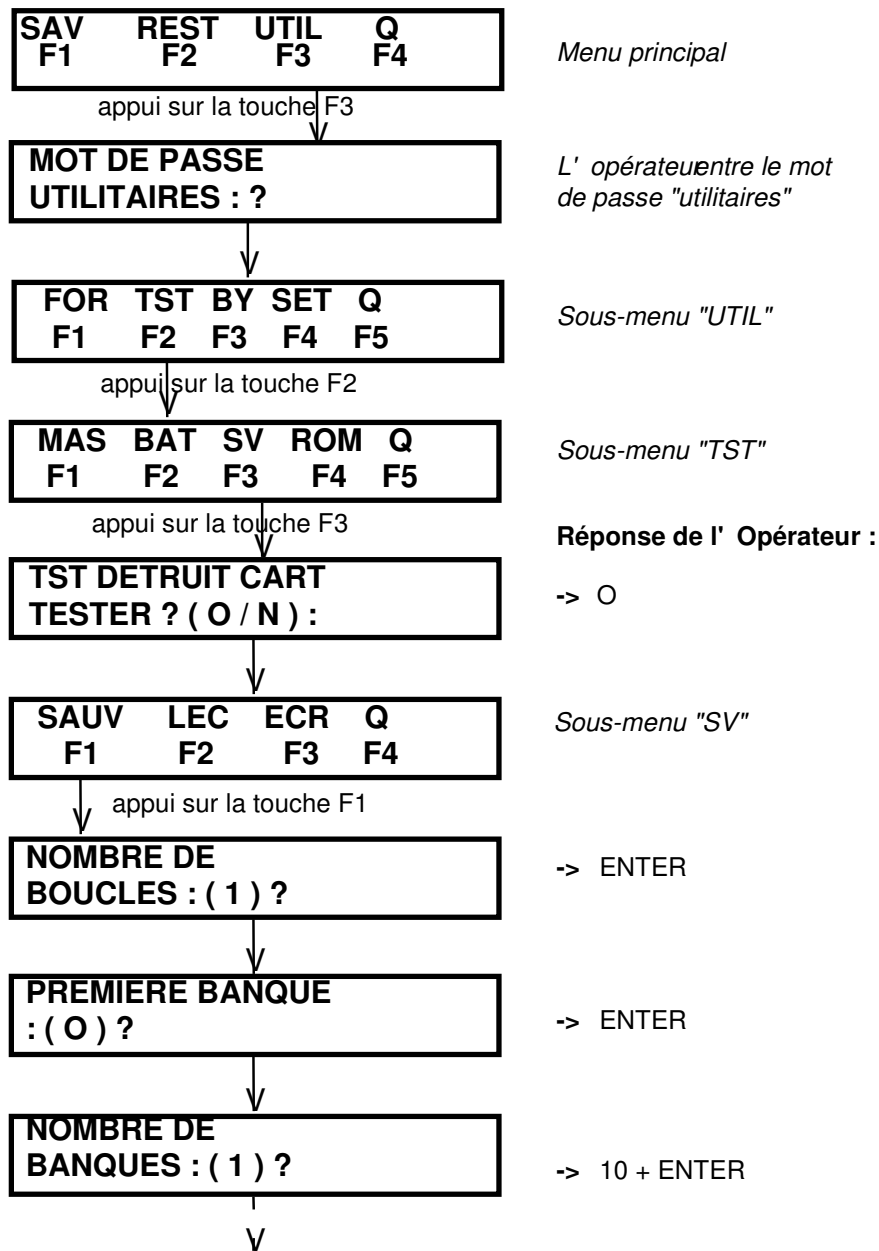 SAV REST UTIL Q
F1 F2 F3 F4
Menu principal
appui sur la touche F3
MOT DE PASSE
UTILITAIRES : ?
L' opérateurentre le mot
de passe "utilitaires"
FOR TST BY SET Q
F1 F2 F3 F4 F5
Sous-menu "UTIL"
appui sur la touche F2
MAS BAT SV ROM Q
F1 F2 F3 F4 F5
Sous-menu "TST"
appui sur la touche F3
Réponse de l' Opérateur :
TST DETRUIT CART
TESTER ? ( O / N ) :
-> O
SAUV LEC ECR Q
F1 F2 F3 F4
Sous-menu "SV"
appui sur la touche F1
NOMBRE DE
BOUCLES : ( 1 ) ?
-> ENTER
PREMIERE BANQUE
: ( O ) ?
-> ENTER
NOMBRE DE
BANQUES : ( 1 ) ?
-> 10 + ENTER